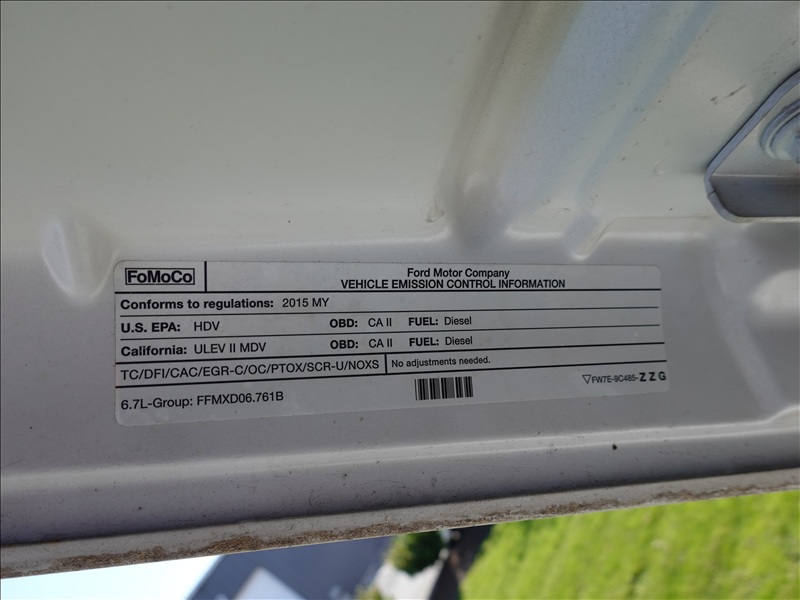 FoMoCo
Ford Motor Company
VEHICLE EMISSION CONTROL INFORMATION
Conforms to regulations: 2015 MY
U.S. EPA: HDV OBD: CA II FUEL: Diesel
California: ULEV II MDV OBD: CA II FUEL: Diesel
TC/DFI/CAC/EGR-C/OC/PTOX/SCR-U/NOXS No adjustments needed.
6.7L-Group: FFMXD06.761B
▽FW7E-9C485-ZZG